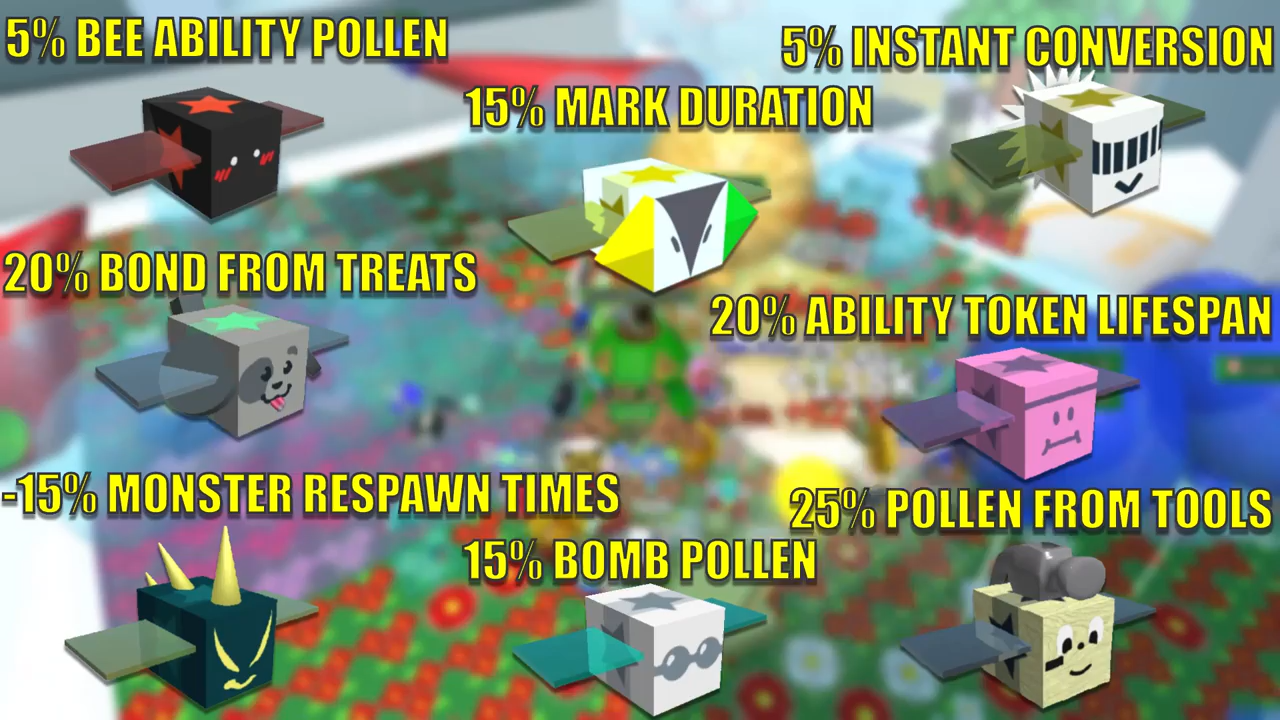 5% BEE ABILITY POLLEN
5% INSTANT CONVERSION
15% MARK DURATION
20% BOND FROM TREATS
20% ABILITY TOKEN LIFESPAN
-15% MONSTER RESPAWN TIMES
25% POLLEN FROM TOOLS
15% BOMB POLLEN